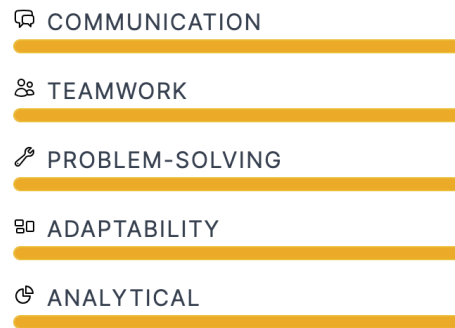 COMMUNICATION
TEAMWORK
PROBLEM-SOLVING
ADAPTABILITY
ANALYTICAL